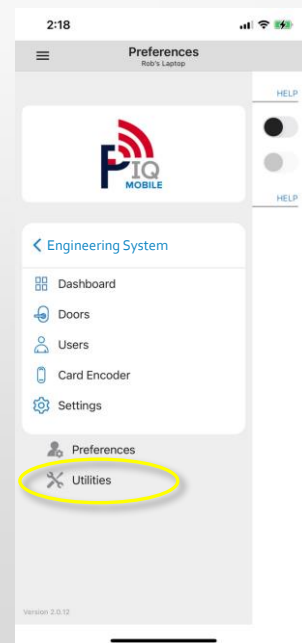 2:18
Preferences
Rob's Laptop
HELP
PIQ
MOBILE
HELP
Engineering System
Dashboard
Doors
Users
Card Encoder
Settings
Preferences
Utilities
Version 2.0.12